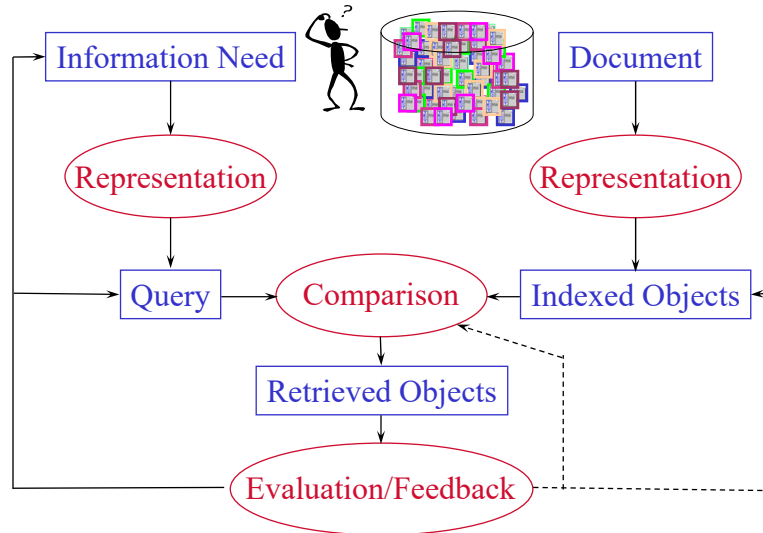 ?
Information Need
Document
Representation
Representation
Query
Comparison
Indexed Objects
Retrieved Objects
Evaluation/Feedback